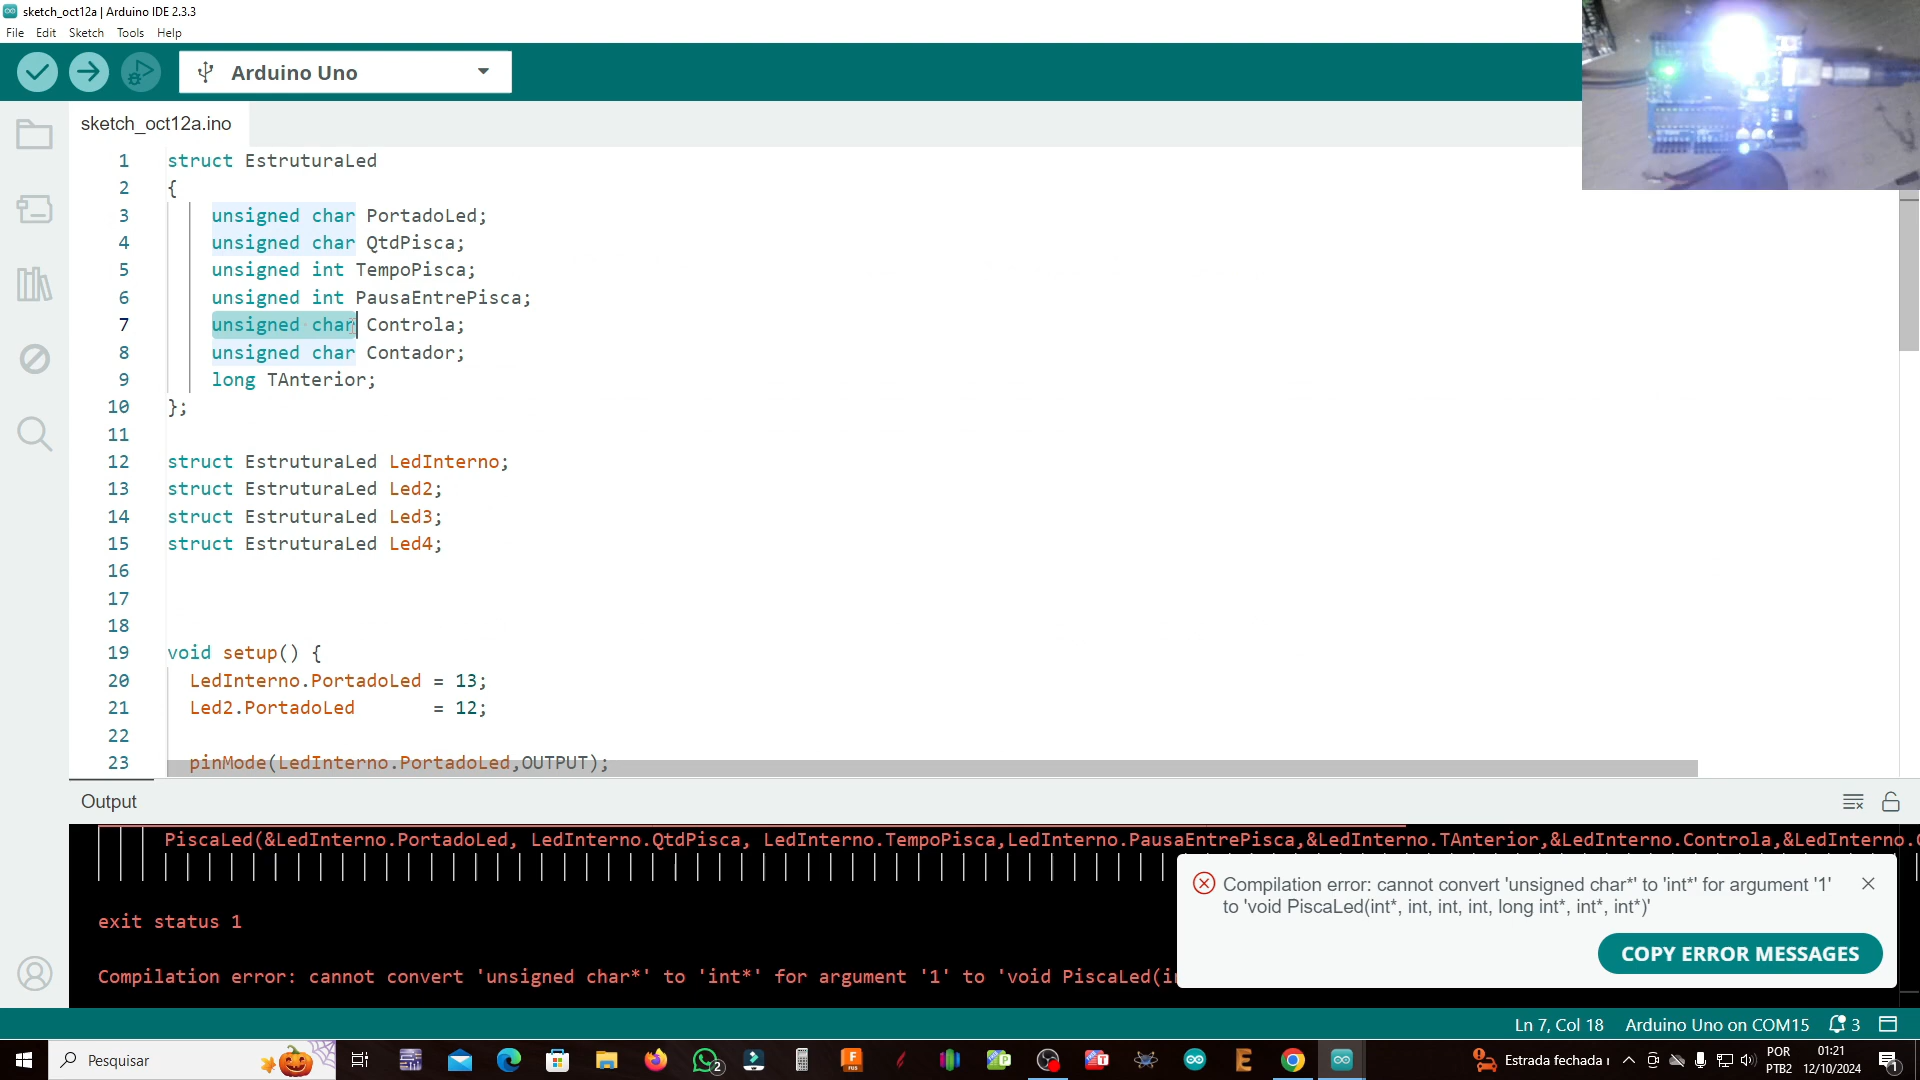 sketch_oct12a | Arduino IDE 2.3.3
File Edit Sketch Tools Help
Arduino Uno
sketch_oct12a.ino
1 struct EstruturaLed
2 {
3 unsigned char PortadoLed;
4 unsigned char QtdPisca;
5 unsigned int TempoPisca;
6 unsigned int PausaEntrePisca;
7 unsigned char Controla;
8 unsigned char Contador;
9 long TAnterior;
10 };
11
12 struct EstruturaLed LedInterno;
13 struct EstruturaLed Led2;
14 struct EstruturaLed Led3;
15 struct EstruturaLed Led4;
16
17
18
19 void setup() {
20 LedInterno.PortadoLed = 13;
21 Led2.PortadoLed = 12;
22
23 pinMode(LedInterno.PortadoLed,OUTPUT);
Output
PiscaLed(&LedInterno.PortadoLed, LedInterno.QtdPisca, LedInterno.TempoPisca,LedInterno.PausaEntrePisca,&LedInterno.TAnterior,&LedInterno.Controla,&LedInterno.
exit status 1
Compilation error: cannot convert 'unsigned char*' to 'int*' for argument '1' to 'void PiscaLed(
Compilation error: cannot convert 'unsigned char*' to 'int*' for argument '1'
to 'void PiscaLed(int*, int, int, int, long int*, int*, int*)'
COPY ERROR MESSAGES
Ln 7, Col 18 Arduino Uno on COM15 3
Pesquisar
2
Estrada fechada
POR
PTB2
01:21
12/10/2024
1